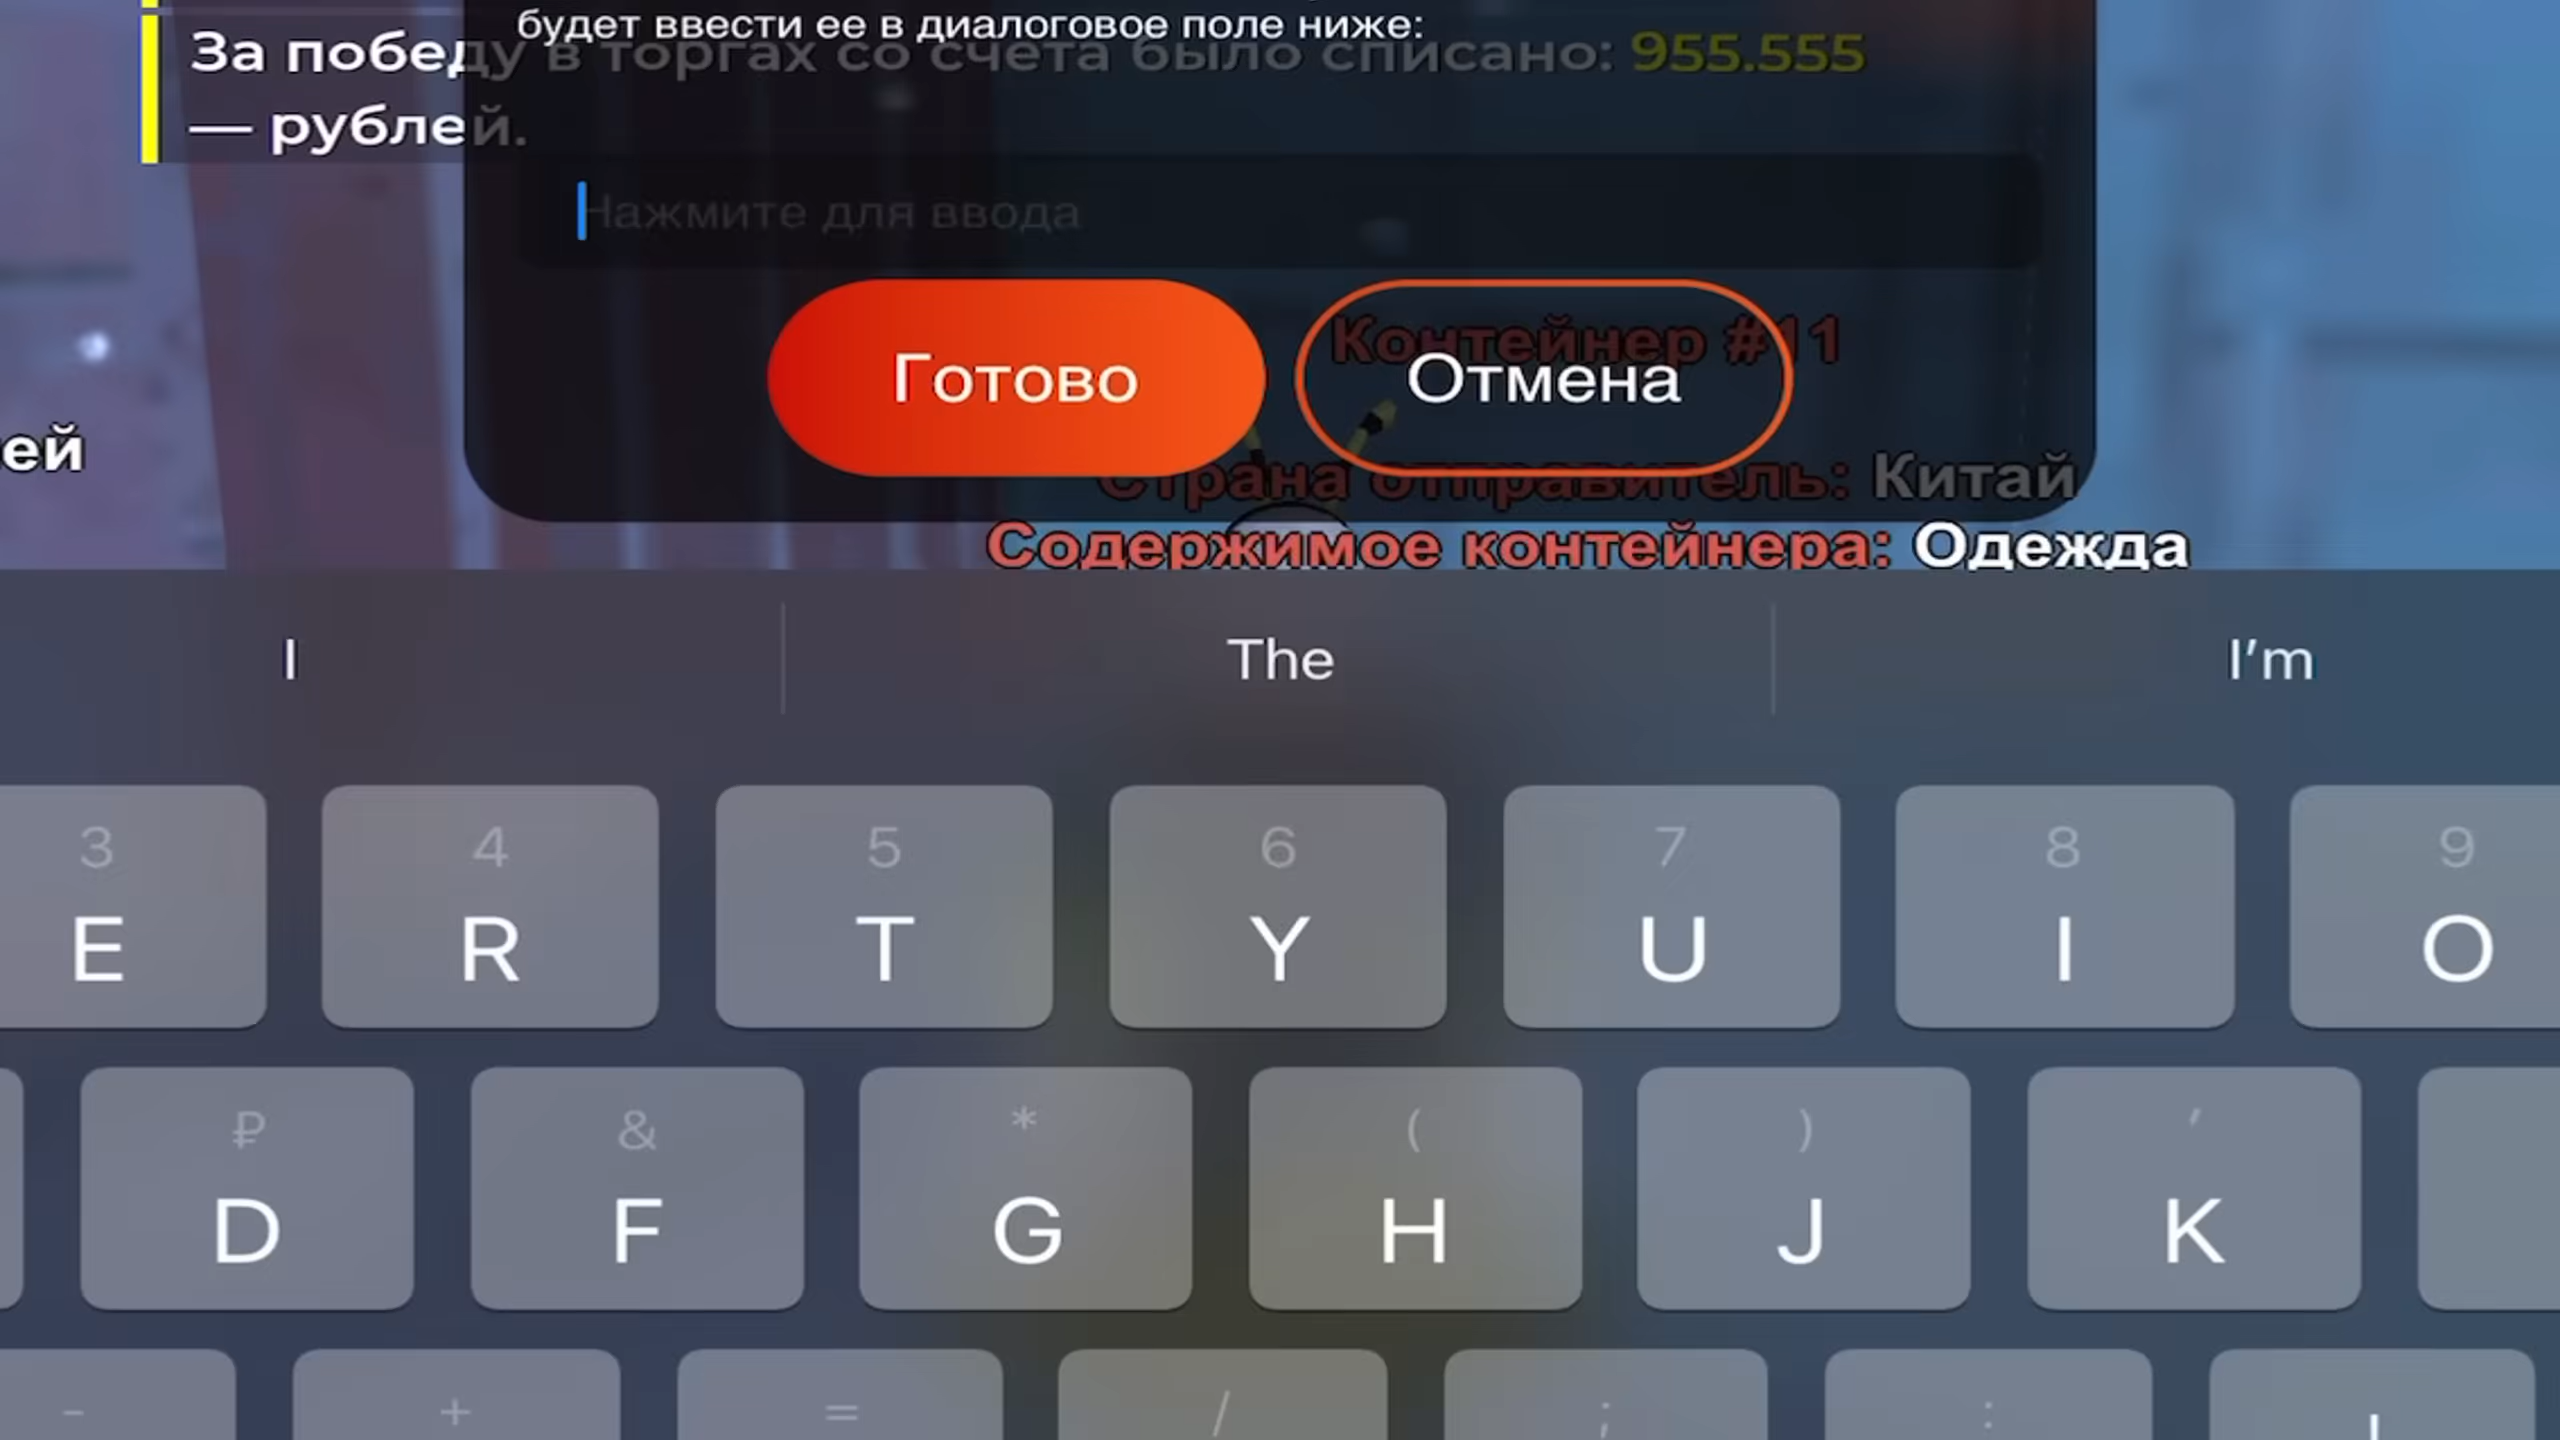 будет ввести ее в диалоговое поле ниже:
За победу в торгах со счета было списано: 955.555
— рублей.
Нажмите для ввода
Контейнер #11
Готово
Отмена
ей
Страна отправитель: Китай
Содержимое контейнера: Одежда
I The I'm
3 4 5 6 7 8 9
E R T Y U I O
₽ & * ( ) ′
D F G H J K
- + = / ; :